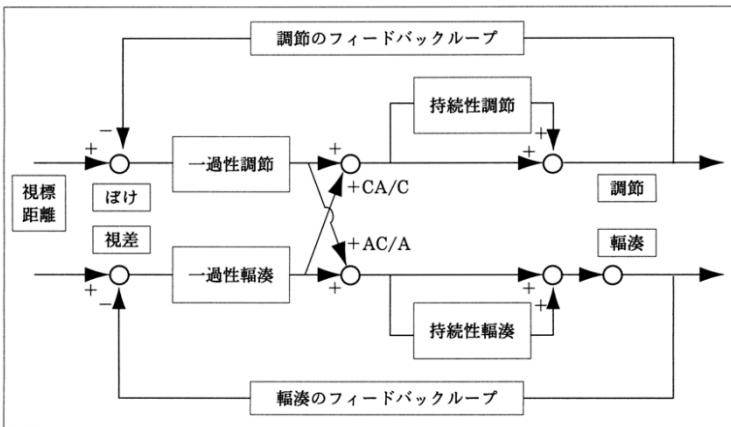 調節のフィードバックループ
持続性調節
一過性調節
視標
距離
ぼけ
視差
+CA/C
+AC/A
調節
輻湊
一過性輻湊
持続性輻湊
輻湊のフィードバックループ